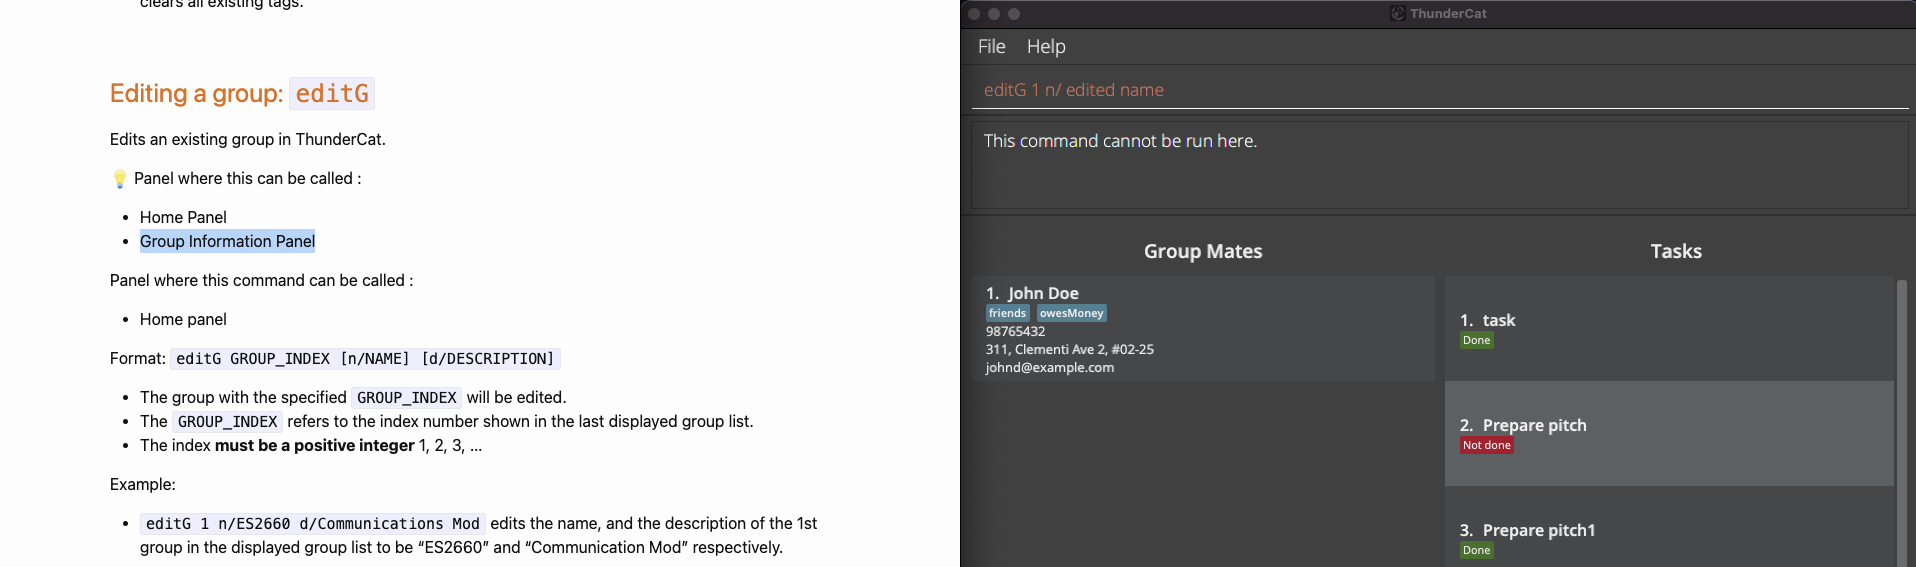 clears all existing tags.
Editing a group: editG
Edits an existing group in ThunderCat.
💡 Panel where this can be called :
• Home Panel
• Group Information Panel
Panel where this command can be called :
• Home panel
Format: editG GROUP_INDEX [n/NAME] [d/DESCRIPTION]
• The group with the specified GROUP_INDEX will be edited.
• The GROUP_INDEX refers to the index number shown in the last displayed group list.
• The index must be a positive integer 1, 2, 3, ...
Example:
• editG 1 n/ES2660 d/Communications Mod edits the name, and the description of the 1st
group in the displayed group list to be “ES2660” and “Communication Mod” respectively.
ThunderCat
File Help
editG 1 n/ edited name
This command cannot be run here.
Group Mates
1. John Doe
friends owesMoney
98765432
311, Clementi Ave 2, #02-25
johnd@example.com
Tasks
1. task
Done
2. Prepare pitch
Not done
3. Prepare pitch1
Done